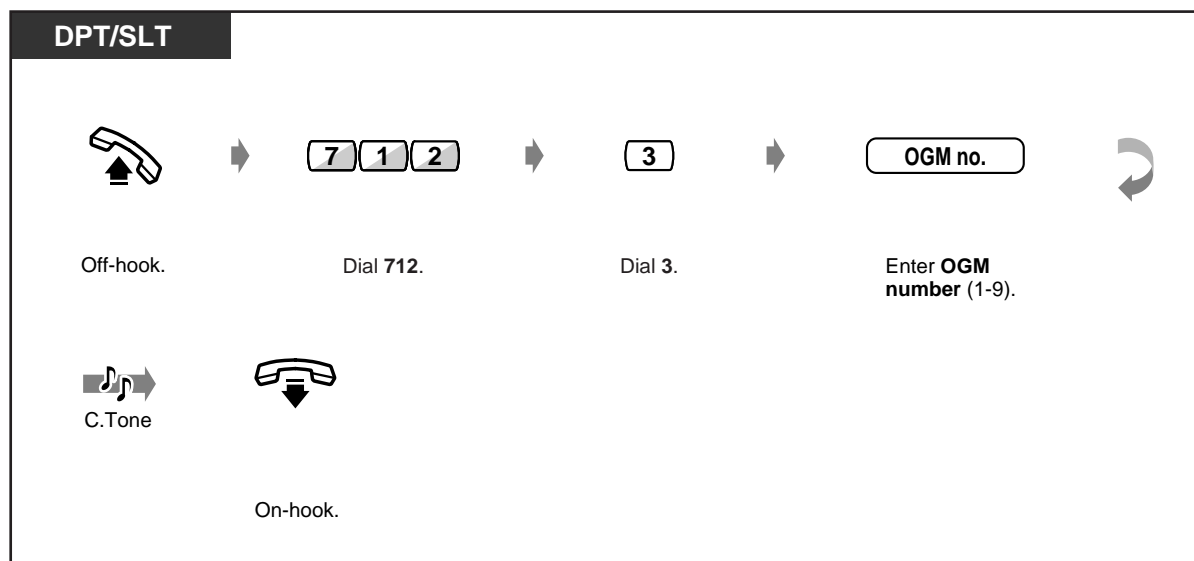 DPT/SLT
7 1 2
3
OGM no.
Off-hook.
Dial 712.
Dial 3.
Enter OGM
number (1-9).
C.Tone
On-hook.